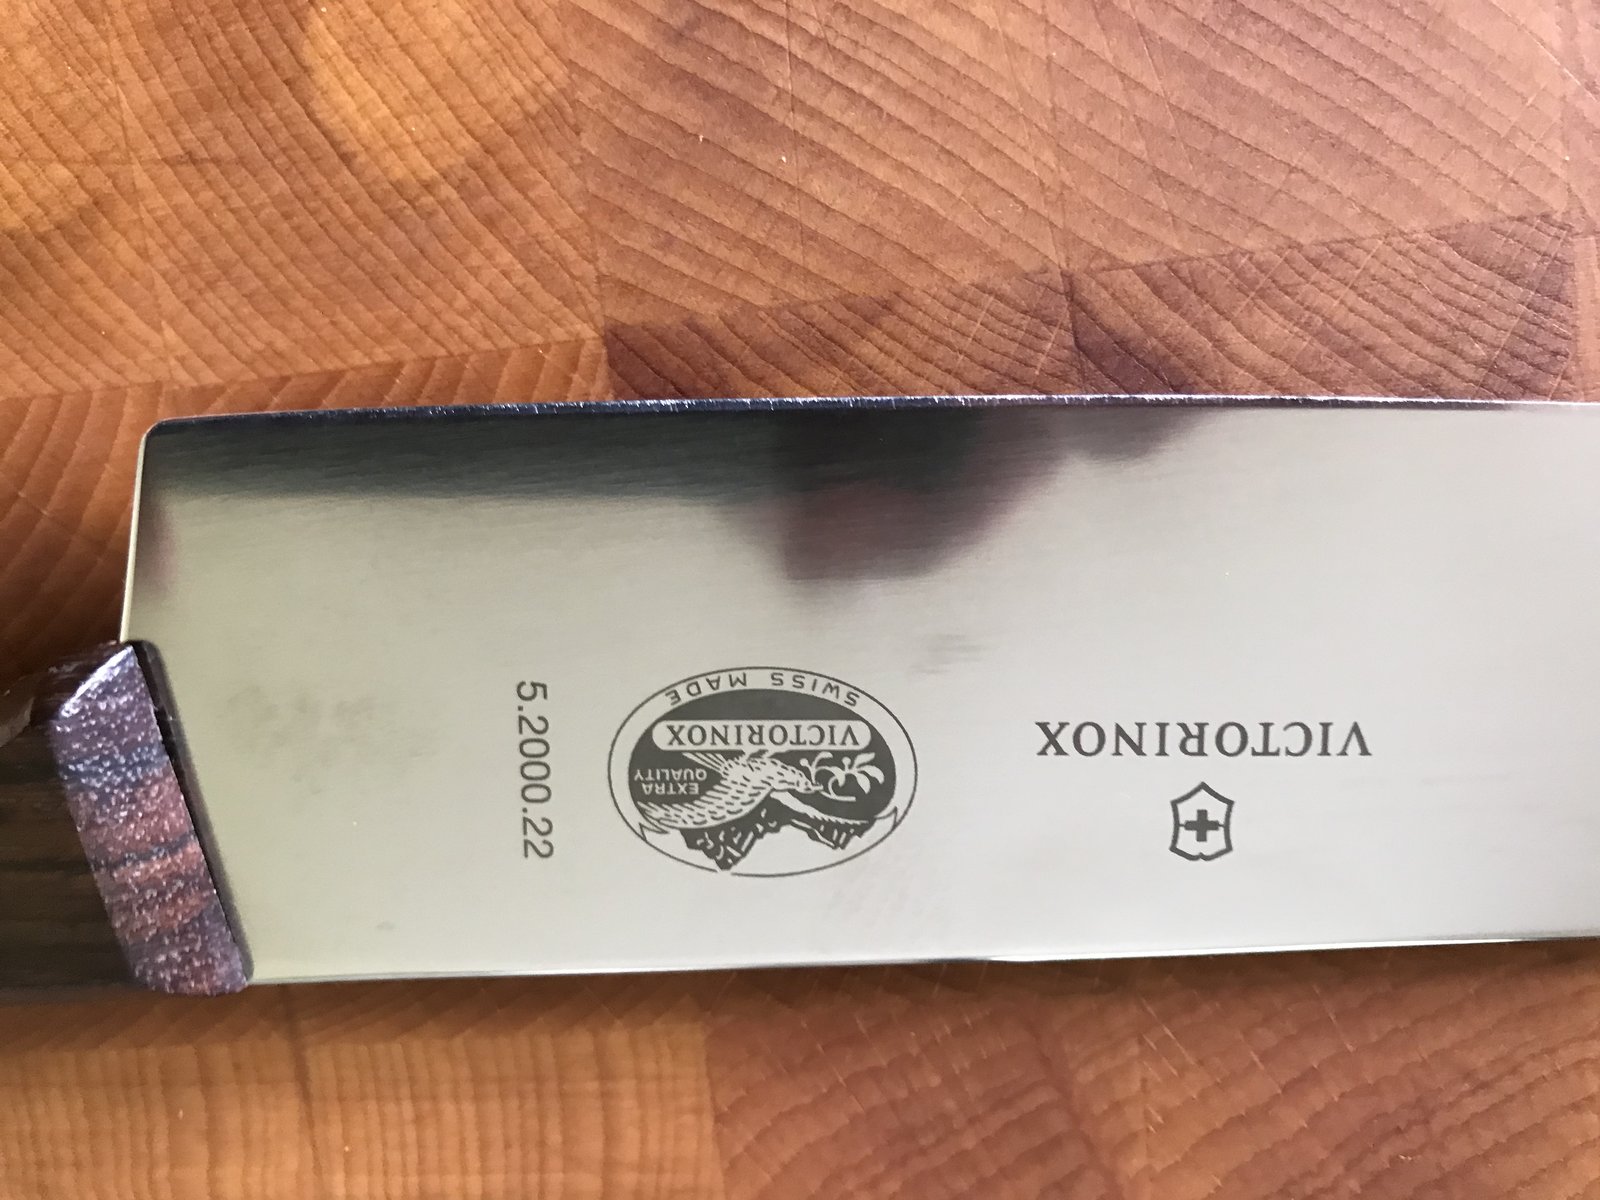 VICTORINOX
EXTRA
QUALITY
VICTORINOX
SWISS MADE
5.2000.22